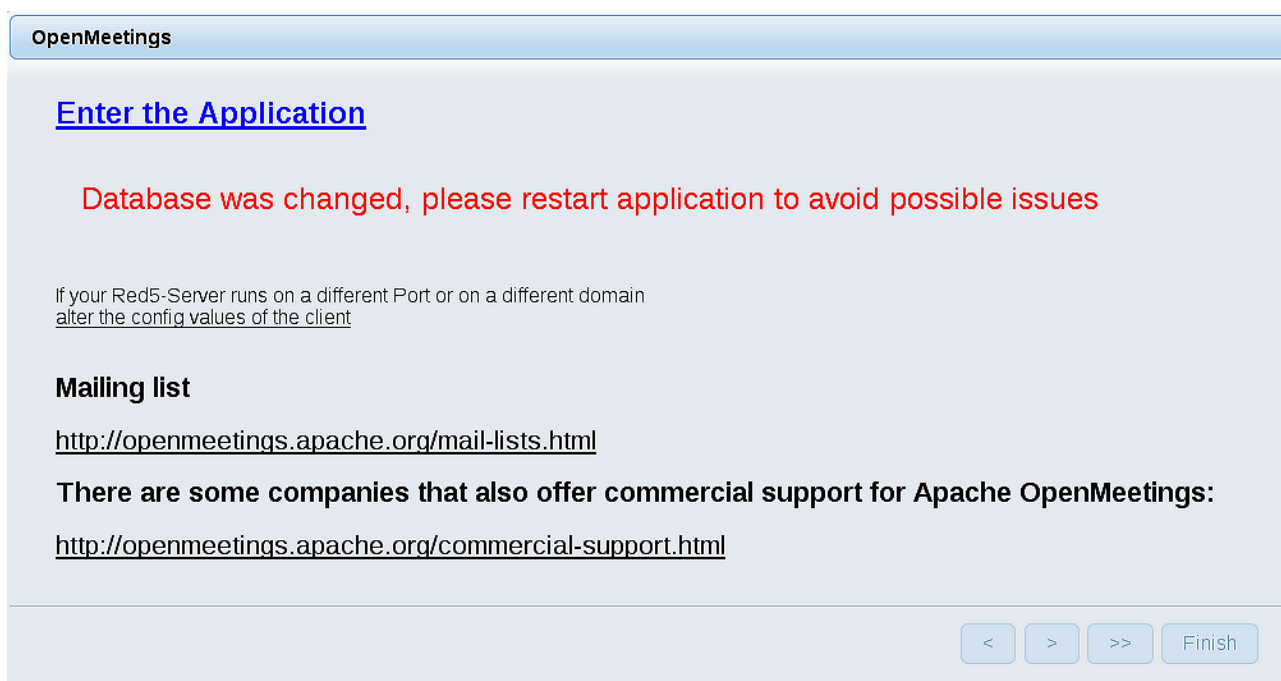 OpenMeetings
Enter the Application
Database was changed, please restart application to avoid possible issues
If your Red5-Server runs on a different Port or on a different domain
alter the config values of the client
Mailing list
http://openmeetings.apache.org/mail-lists.html
There are some companies that also offer commercial support for Apache OpenMeetings:
http://openmeetings.apache.org/commercial-support.html
< > >> Finish